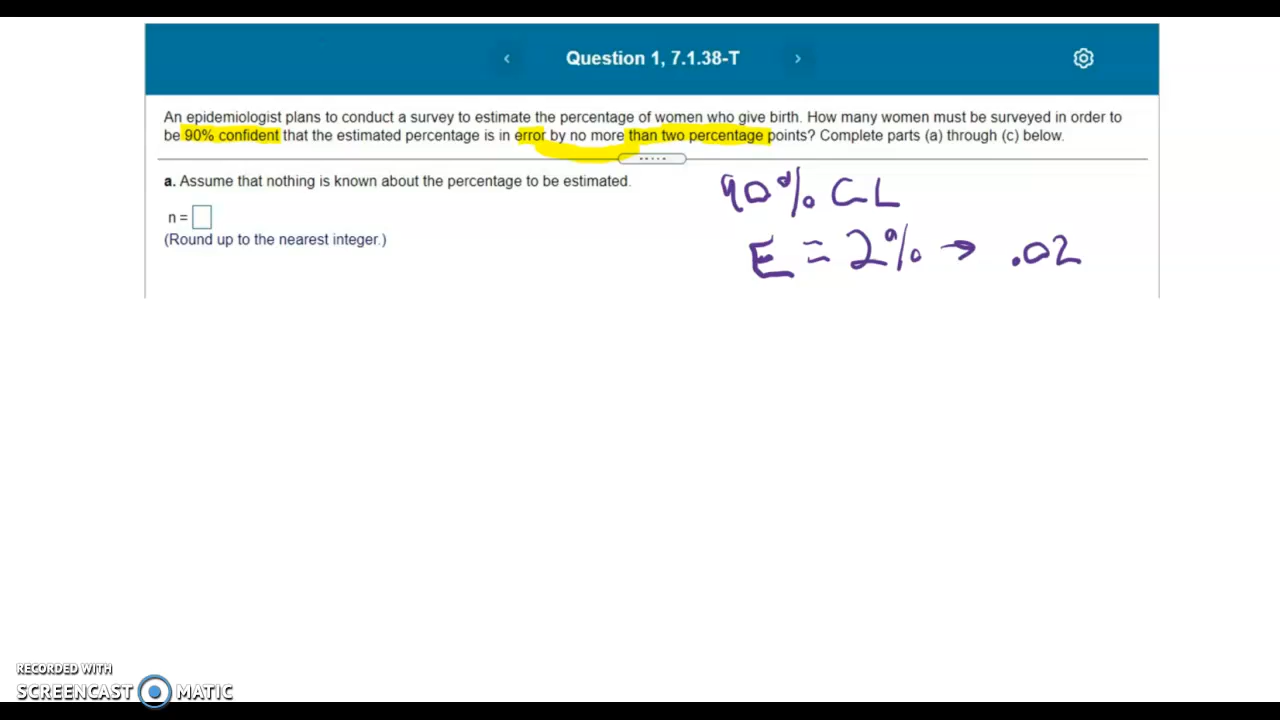 Question 1, 7.1.38-T
An epidemiologist plans to conduct a survey to estimate the percentage of women who give birth. How many women must be surveyed in order to
be 90% confident that the estimated percentage is in error by no more than two percentage points? Complete parts (a) through (c) below.
a. Assume that nothing is known about the percentage to be estimated.
90% CL
n =
E = 2% → .02
(Round up to the nearest integer.)
RECORDED WITH
SCREENCAST MATIC